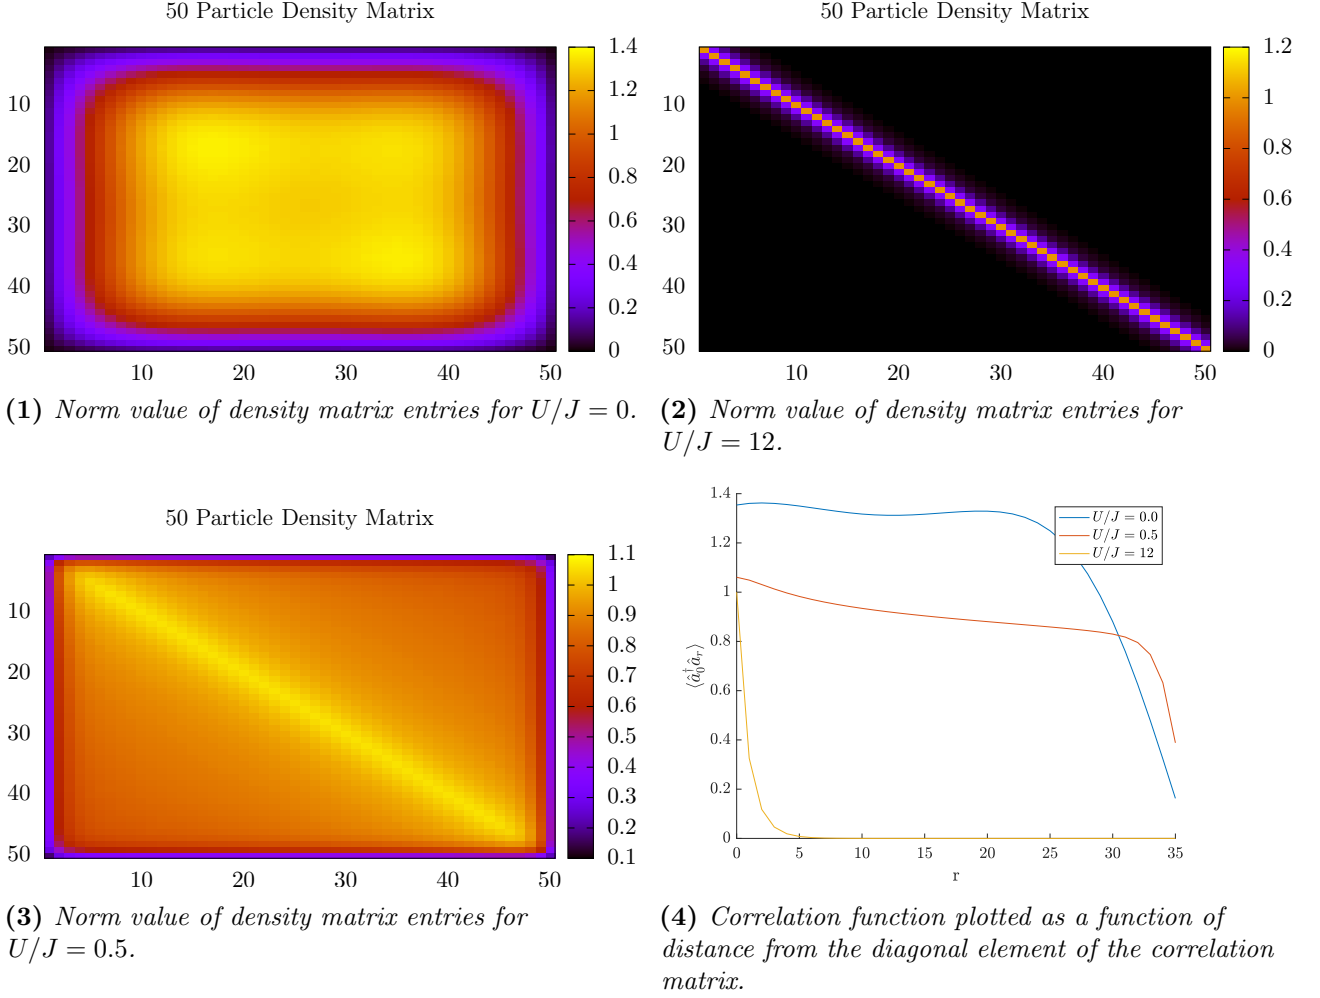 50 Particle Density Matrix
10
20
30
40
50
10 20 30 40 50
1.4
1.2
1
0.8
0.6
0.4
0.2
0
(1) Norm value of density matrix entries for U/J = 0.
50 Particle Density Matrix
10
20
30
40
50
10 20 30 40 50
1.2
1
0.8
0.6
0.4
0.2
0
(2) Norm value of density matrix entries for
U/J = 12.
50 Particle Density Matrix
10
20
30
40
50
10 20 30 40 50
1.1
1
0.9
0.8
0.7
0.6
0.5
0.4
0.3
0.2
0.1
(3) Norm value of density matrix entries for
U/J = 0.5.
1.4
1.2
1
0.8
0.6
0.4
0.2
0
⟨â₀†âᵣ⟩
0 5 10 15 20 25 30 35
r
U/J = 0.0
U/J = 0.5
U/J = 12
(4) Correlation function plotted as a function of
distance from the diagonal element of the correlation
matrix.